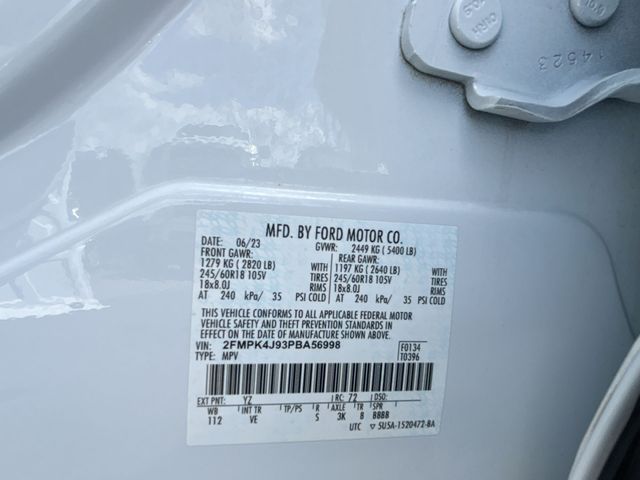 14523
MFD. BY FORD MOTOR CO.
DATE: 06/23 GVWR: 2449 KG ( 5400 LB)
FRONT GAWR: REAR GAWR:
1279 KG ( 2820 LB) WITH 1197 KG ( 2640 LB) WITH
245/60R18 105V TIRES 245/60R18 105V TIRES
18x8.0J RIMS 18x8.0J RIMS
AT 240 kPa/ 35 PSI COLD AT 240 kPa/ 35 PSI COLD
THIS VEHICLE CONFORMS TO ALL APPLICABLE FEDERAL MOTOR
VEHICLE SAFETY, BUMPER, AND THEFT PREVENTION STANDARDS IN
EFFECT ON THE DATE OF MANUFACTURE SHOWN ABOVE.
VIN: 2FMPK4J93PBA56998 F0134
TYPE: MPV T0396
EXT PNT: YZ RC: 72 DSO:
WB INT TR TP/PS R AXLE TR SPR
112 VE S 3K 8 BBBB
UTC ▽ 5U5A-1520472-BA